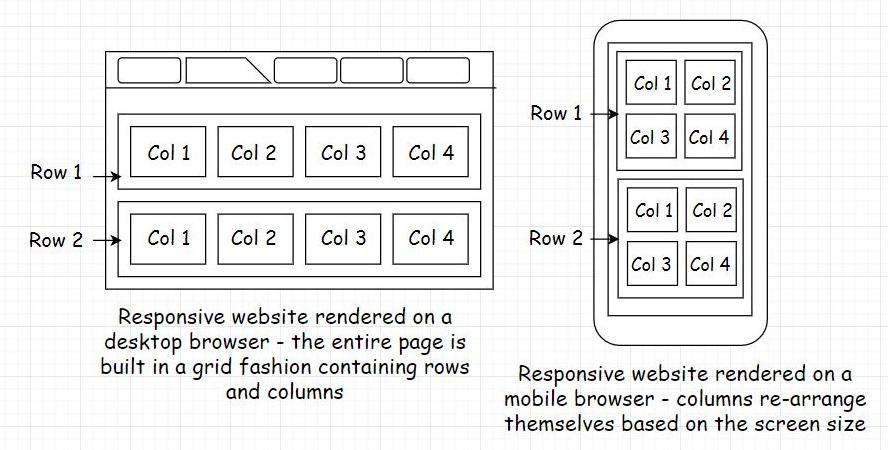 Row 1
Col 1 Col 2 Col 3 Col 4
Row 2
Col 1 Col 2 Col 3 Col 4
Responsive website rendered on a
desktop browser - the entire page is
built in a grid fashion containing rows
and columns
Row 1
Col 1 Col 2
Col 3 Col 4
Row 2
Col 1 Col 2
Col 3 Col 4
Responsive website rendered on a
mobile browser - columns re-arrange
themselves based on the screen size